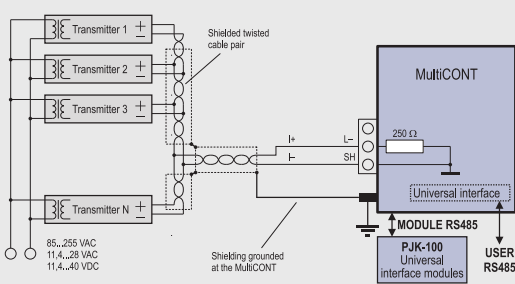 Transmitter 1
+
−
Shielded twisted
cable pair
Transmitter 2
+
−
Transmitter 3
+
−
MultiCONT
I+
L−
250 Ω
I−
SH
Universal interface
Transmitter N
+
−
MODULE RS485
85...255 VAC
11,4...28 VAC
11,4...40 VDC
Shielding grounded
at the MultiCONT
PJK-100
Universal
interface modules
USER
RS485